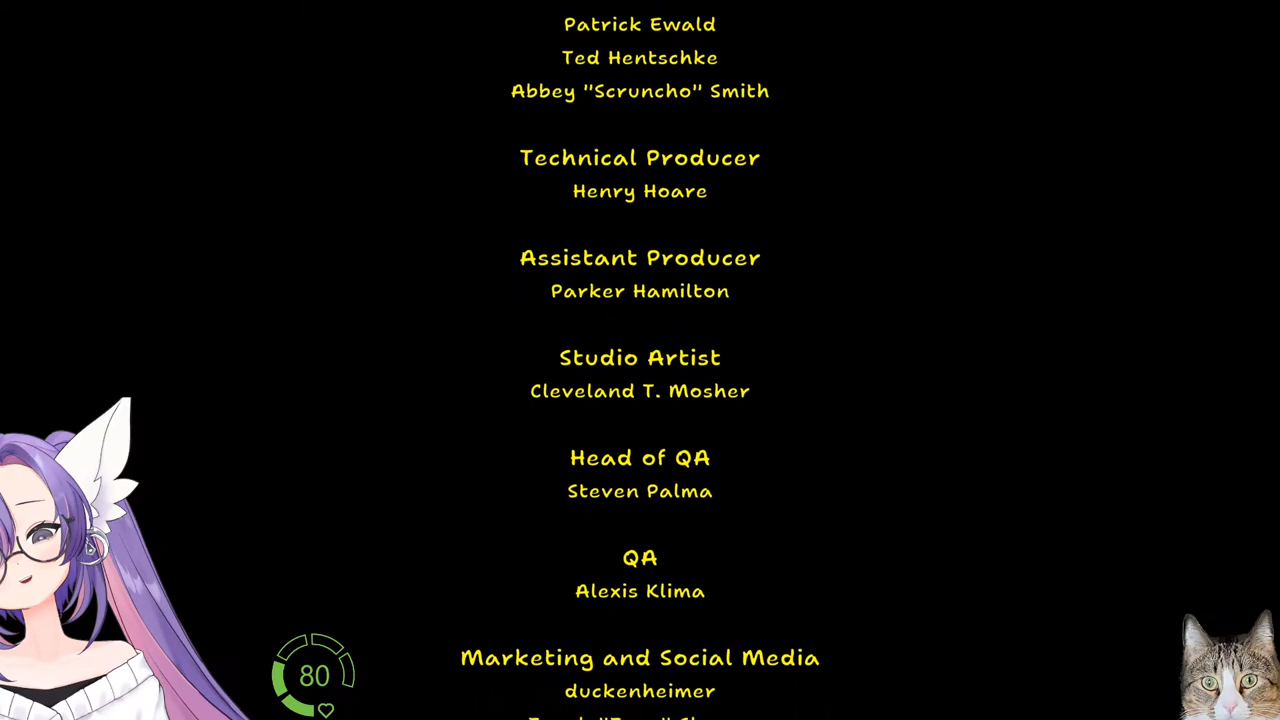 Patrick Ewald
Ted Hentschke
Abbey "Scruncho" Smith
Technical Producer
Henry Hoare
Assistant Producer
Parker Hamilton
Studio Artist
Cleveland T. Mosher
Head of QA
Steven Palma
QA
Alexis Klima
80
Marketing and Social Media
duckenheimer